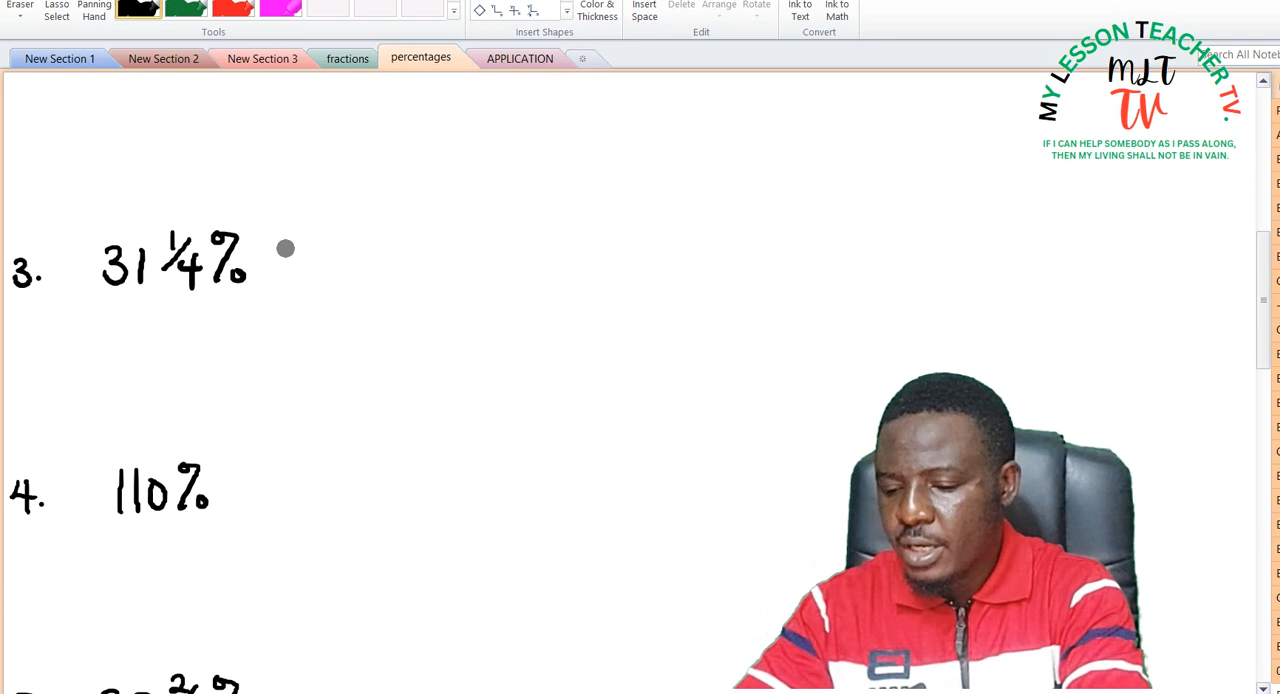 Eraser
Lasso Select
Panning Hand
Tools
Insert Shapes
Color & Thickness
Insert Space
Delete
Arrange
Rotate
Edit
Ink to Text
Ink to Math
Convert
New Section 1
New Section 2
New Section 3
fractions
percentages
APPLICATION
MY LESSON TEACHER TV.
MLT
TV
IF I CAN HELP SOMEBODY AS I PASS ALONG,
THEN MY LIVING SHALL NOT BE IN VAIN.
3. 31 1/4 %
4. 110%